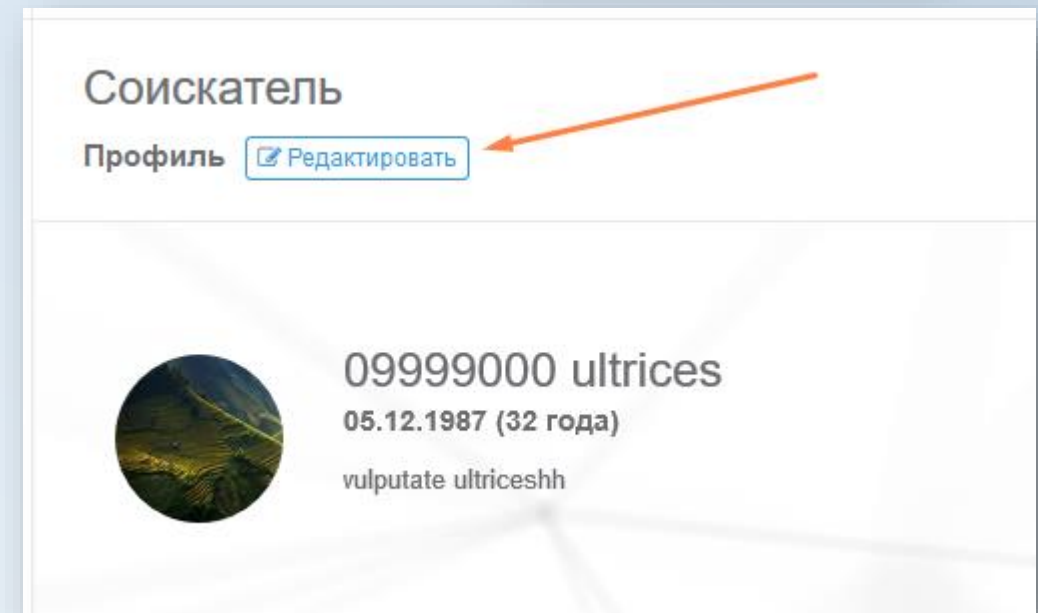 Соискатель
Профиль Редактировать
09999000 ultrices
05.12.1987 (32 года)
vulputate ultriceshh